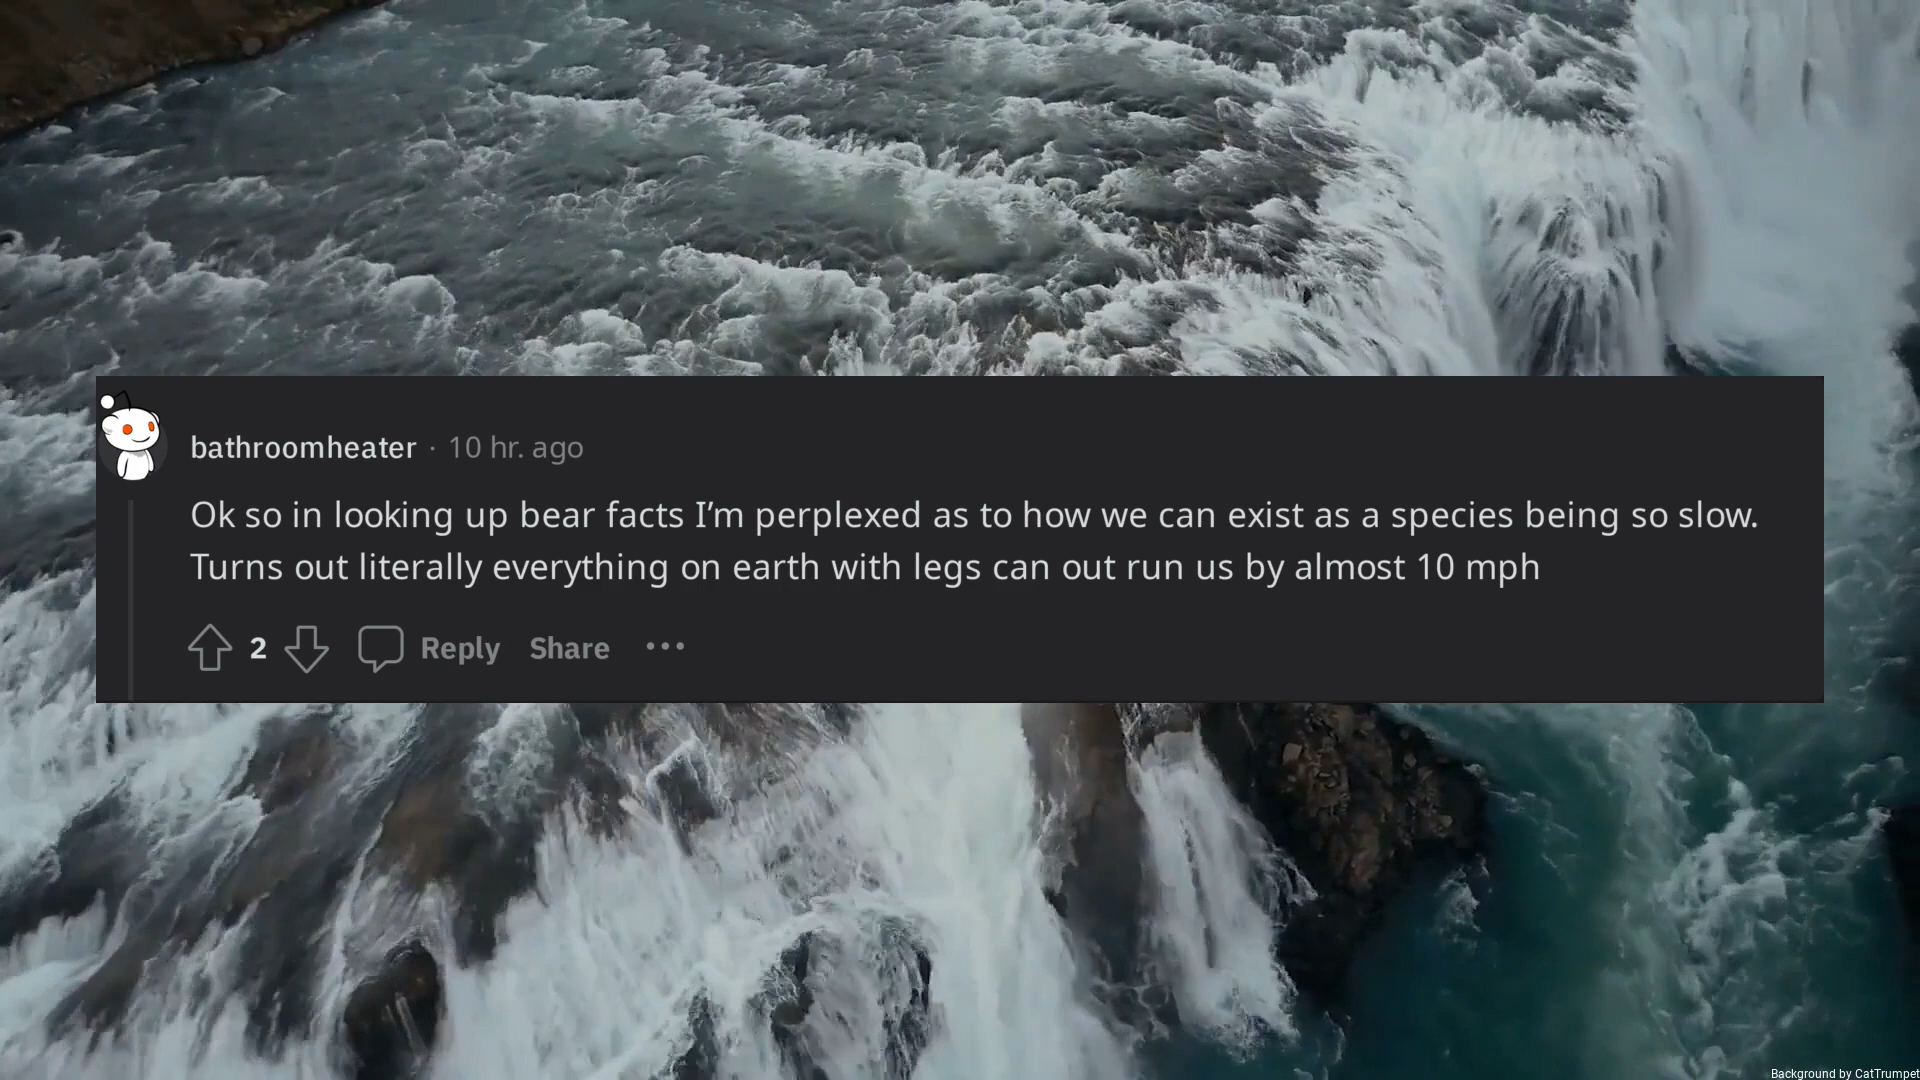 bathroomheater · 10 hr. ago
Ok so in looking up bear facts I’m perplexed as to how we can exist as a species being so slow.
Turns out literally everything on earth with legs can out run us by almost 10 mph
2 Reply Share ···
Background by CatTrumpet